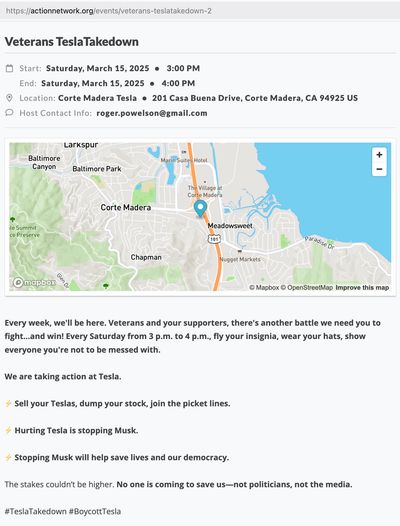 https://actionnetwork.org/events/veterans-teslatakedown-2
Veterans TeslaTakedown
Start: Saturday, March 15, 2025 • 3:00 PM
End: Saturday, March 15, 2025 • 4:00 PM
Location: Corte Madera Tesla • 201 Casa Buena Drive, Corte Madera, CA 94925 US
Host Contact Info: roger.powelson@gmail.com
Larkspur
Baltimore
Canyon
Baltimore Park
Marin Suites Hotel
The Village at
Corte Madera
Corte Madera
Meadowsweet
101
Paradise Dr
Chapman
Nugget Markets
+
−
mapbox
© Mapbox © OpenStreetMap Improve this map
Every week, we'll be here. Veterans and your supporters, there's another battle we need you to
fight...and win! Every Saturday from 3 p.m. to 4 p.m., fly your insignia, wear your hats, show
everyone you're not to be messed with.
We are taking action at Tesla.
⚡ Sell your Teslas, dump your stock, join the picket lines.
⚡ Hurting Tesla is stopping Musk.
⚡ Stopping Musk will help save lives and our democracy.
The stakes couldn't be higher. No one is coming to save us—not politicians, not the media.
#TeslaTakedown #BoycottTesla